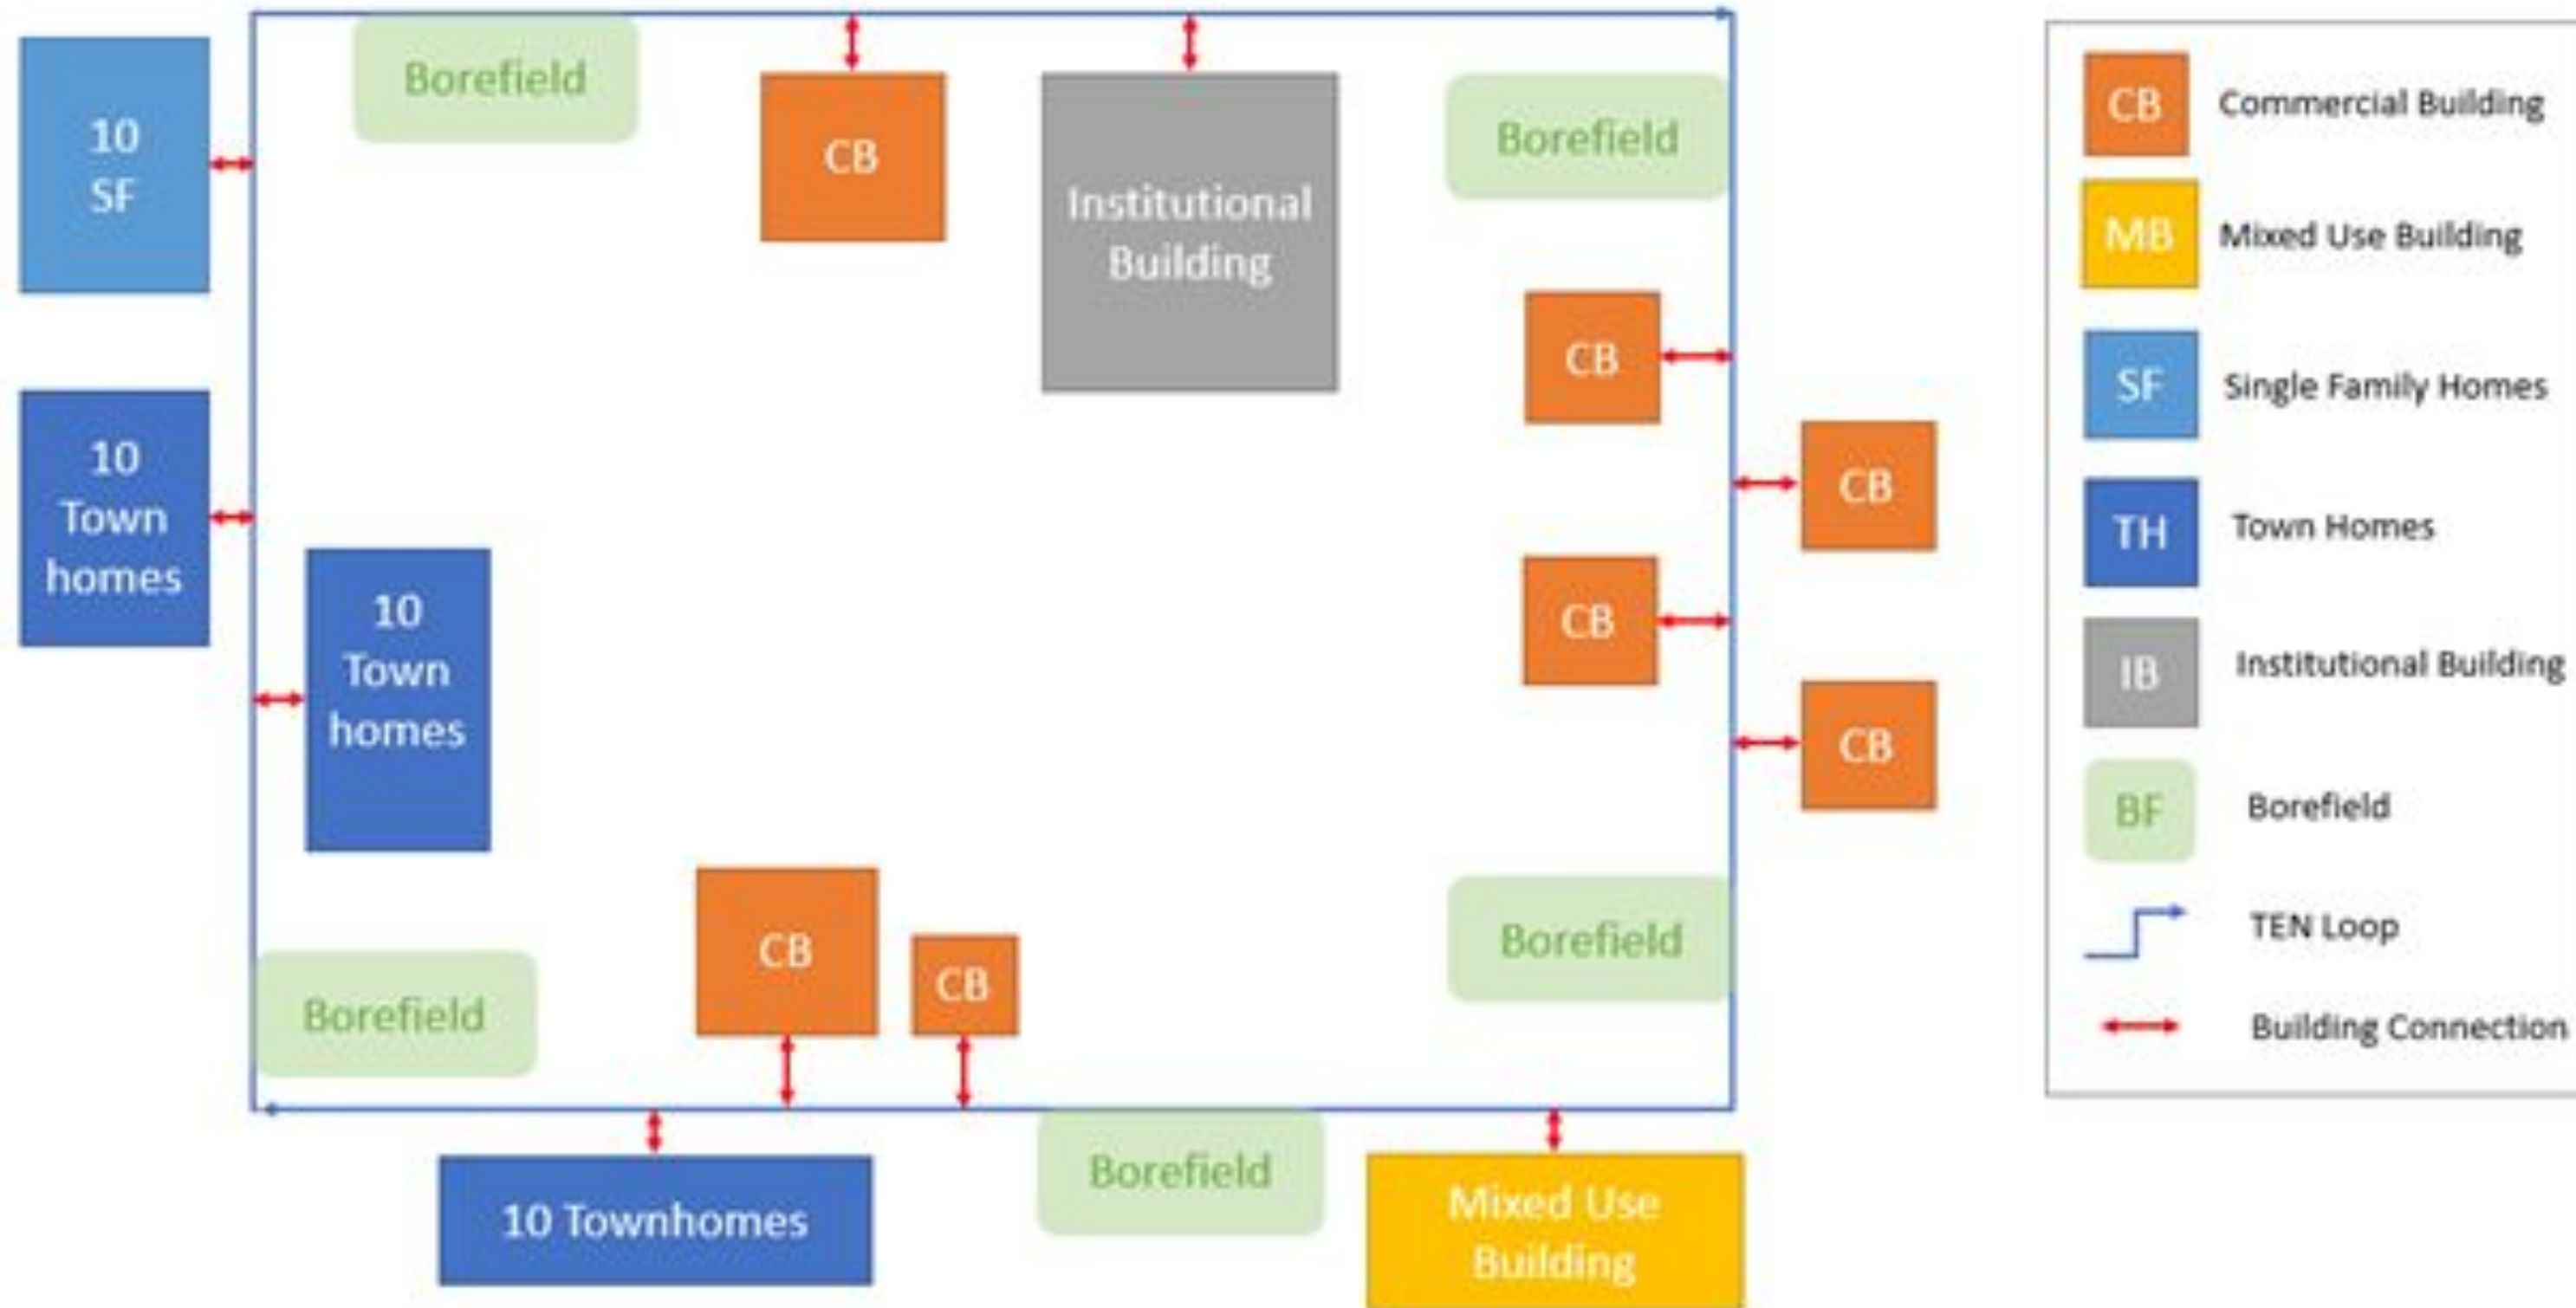 Borefield
10
SF
CB
Institutional
Building
Borefield
CB
CB
10
Town
homes
CB
10
Town
homes
CB
CB
CB
Borefield
Borefield
Borefield
10 Townhomes
Mixed Use
Building
CB Commercial Building
MB Mixed Use Building
SF Single Family Homes
TH Town Homes
IB Institutional Building
BF Borefield
TEN Loop
Building Connection